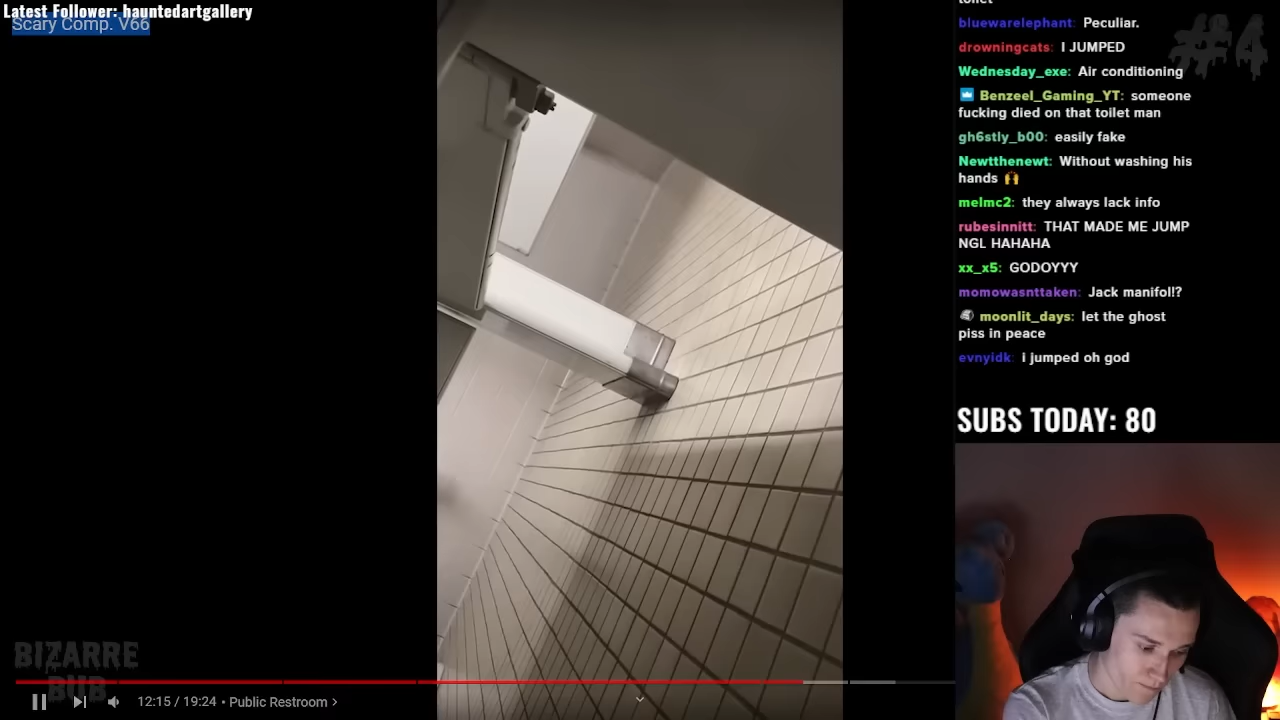 Latest Follower: hauntedartgallery
Scary Comp. V66
#4
toilet
bluewarelephant: Peculiar.
drowningcats: I JUMPED
Wednesday_exe: Air conditioning
Benzeel_Gaming_YT: someone
fucking died on that toilet man
gh6stly_b00: easily fake
Newtthenewt: Without washing his
hands 🙌
melmc2: they always lack info
rubesinnitt: THAT MADE ME JUMP
NGL HAHAHA
xx_x5: GODOYYY
momowasnttaken: Jack manifol!?
moonlit_days: let the ghost
piss in peace
evnyidk: i jumped oh god
SUBS TODAY: 80
BIZARRE
BUB
12:15 / 19:24 • Public Restroom >